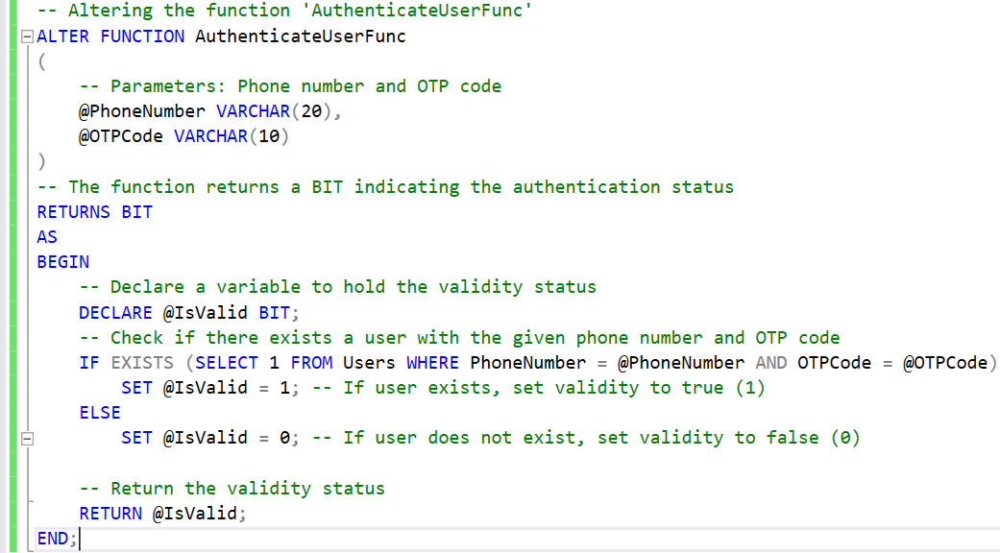 -- Altering the function 'AuthenticateUserFunc'
ALTER FUNCTION AuthenticateUserFunc
(
    -- Parameters: Phone number and OTP code
    @PhoneNumber VARCHAR(20),
    @OTPCode VARCHAR(10)
)
-- The function returns a BIT indicating the authentication status
RETURNS BIT
AS
BEGIN
    -- Declare a variable to hold the validity status
    DECLARE @IsValid BIT;
    -- Check if there exists a user with the given phone number and OTP code
    IF EXISTS (SELECT 1 FROM Users WHERE PhoneNumber = @PhoneNumber AND OTPCode = @OTPCode)
        SET @IsValid = 1; -- If user exists, set validity to true (1)
    ELSE
        SET @IsValid = 0; -- If user does not exist, set validity to false (0)

    -- Return the validity status
    RETURN @IsValid;
END;